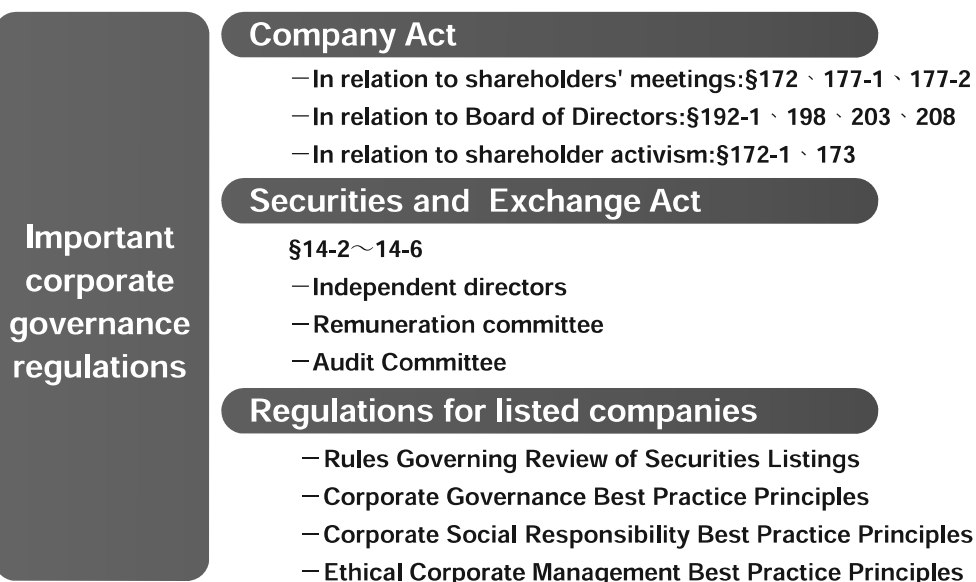 Important
corporate
governance
regulations
Company Act
－In relation to shareholders' meetings:§172、177-1、177-2
－In relation to Board of Directors:§192-1、198、203、208
－In relation to shareholder activism:§172-1、173
Securities and Exchange Act
§14-2～14-6
－Independent directors
－Remuneration committee
－Audit Committee
Regulations for listed companies
－Rules Governing Review of Securities Listings
－Corporate Governance Best Practice Principles
－Corporate Social Responsibility Best Practice Principles
－Ethical Corporate Management Best Practice Principles